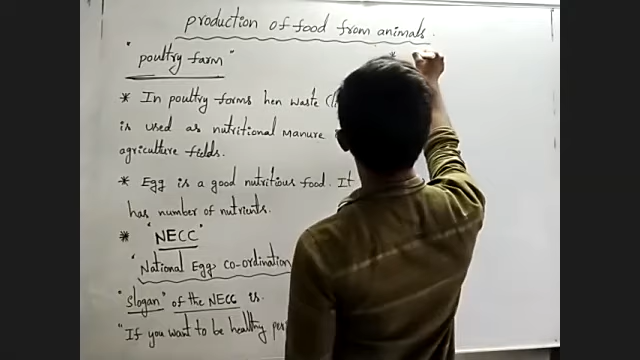 production of food from animals.
"poultry farm"
* In poultry forms hen waste
is used as nutritional manure
agriculture fields.
* Egg is a good nutritious food. It
has number of nutrients.
* "NECC"
"National Egg co-ordination
"slogan" of the NECC is.
"If you want to be healthy
*